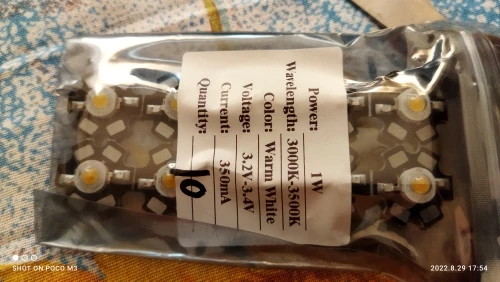 Power: 1W
Wavelength: 3000K-3500K
Color: Warm White
Voltage: 3.2V-3.4V
Current: 350mA
Quantity: 10
SHOT ON POCO M3
2022.8.29 17:54